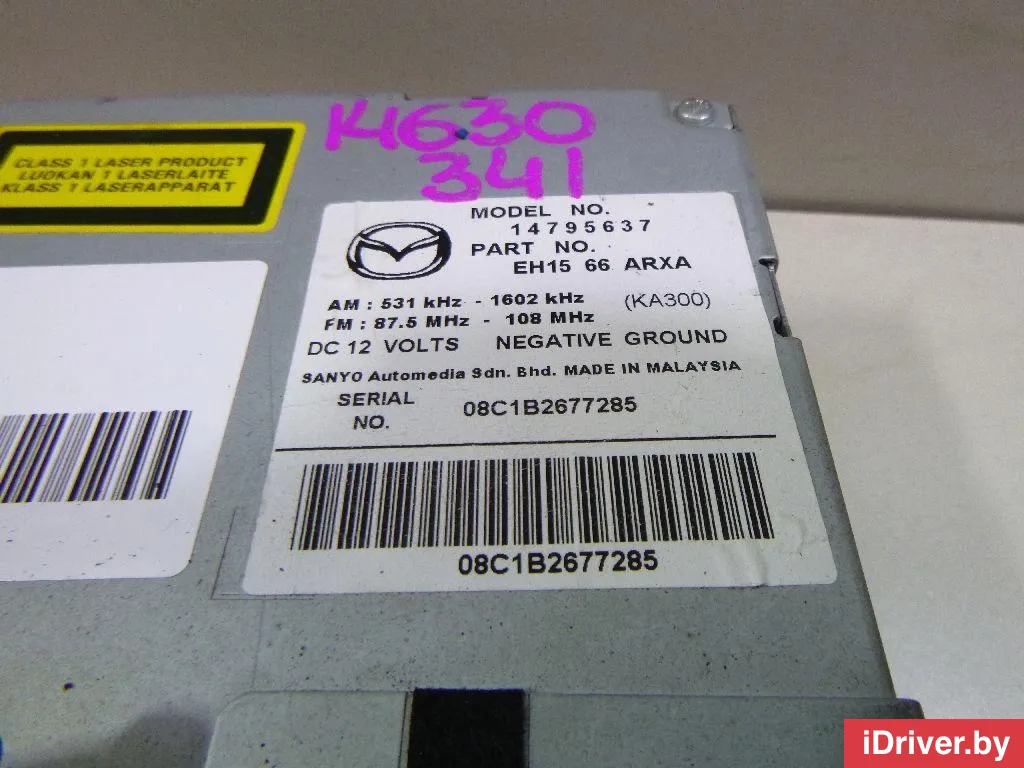 K4630
341
CLASS 1 LASER PRODUCT
LUOKAN 1 LASERLAITE
KLASS 1 LASERAPPARAT
MODEL NO.
14795637
PART NO.
EH15 66 ARXA
AM : 531 kHz - 1602 kHz (KA300)
FM : 87.5 MHz - 108 MHz
DC 12 VOLTS NEGATIVE GROUND
SANYO Automedia Sdn. Bhd. MADE IN MALAYSIA
SERIAL
NO.
08C1B2677285
08C1B2677285
iDriver.by